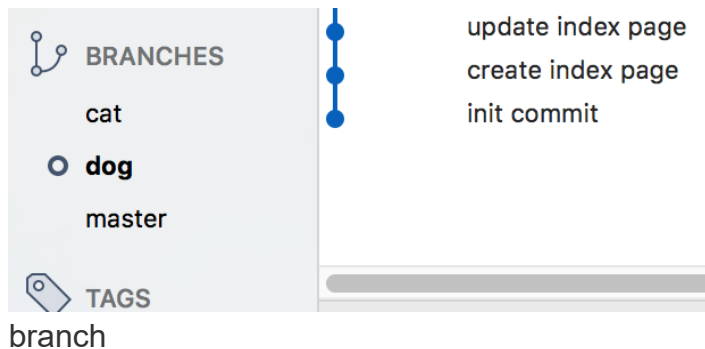 BRANCHES
cat
dog
master
TAGS
update index page
create index page
init commit
branch